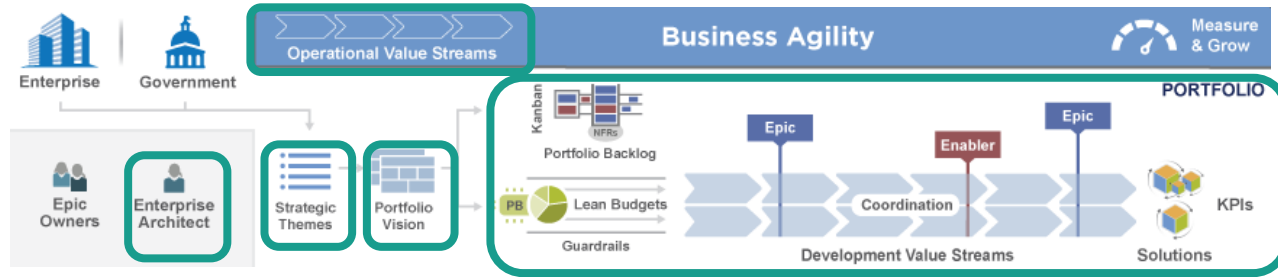 Operational Value Streams
Business Agility
Measure
& Grow
Enterprise
Government
PORTFOLIO
Kanban
NFRs
Portfolio Backlog
Epic
Enabler
Epic
Epic
Owners
Enterprise
Architect
Strategic
Themes
Portfolio
Vision
PB
Lean Budgets
Guardrails
Coordination
Development Value Streams
KPIs
Solutions